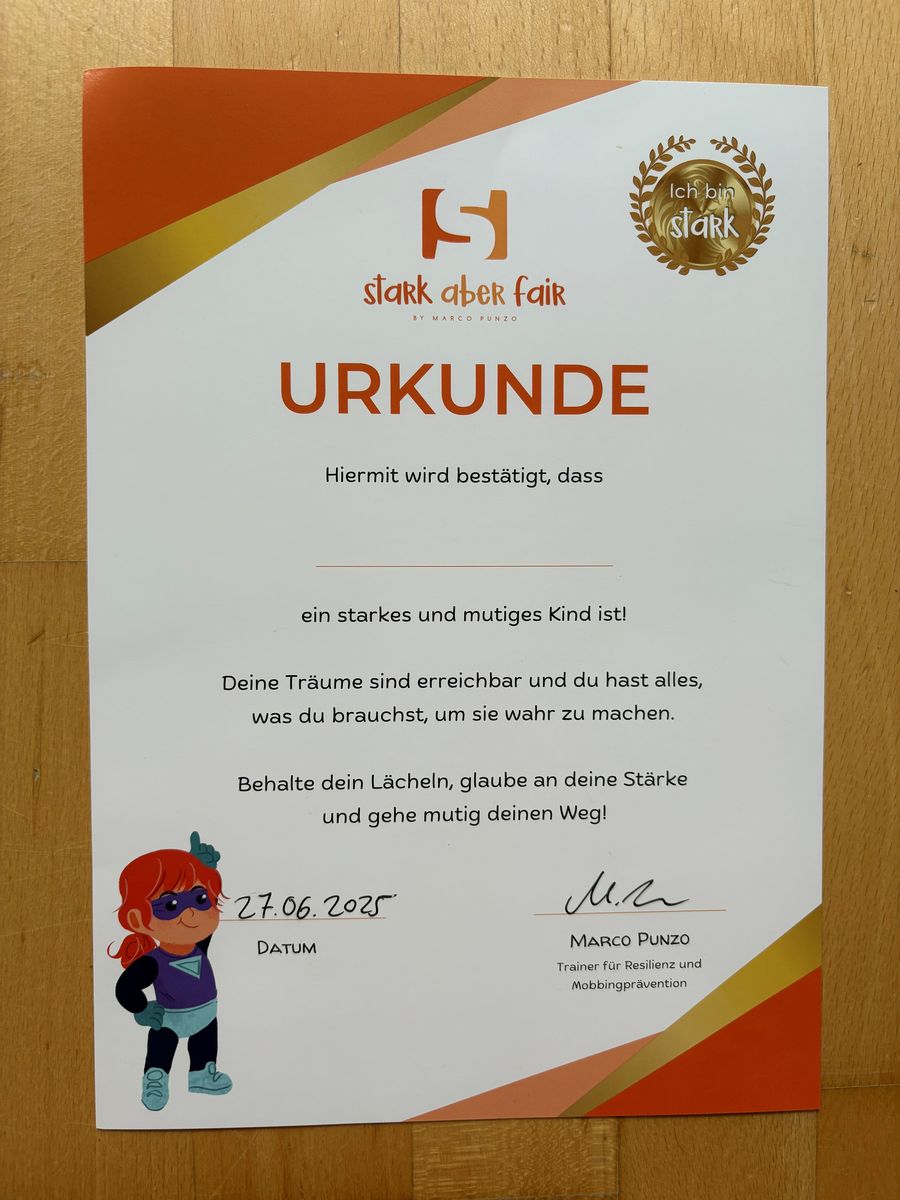 Ich bin
stark
stark aber fair
BY MARCO PUNZO
URKUNDE
Hiermit wird bestätigt, dass
ein starkes und mutiges Kind ist!
Deine Träume sind erreichbar und du hast alles,
was du brauchst, um sie wahr zu machen.
Behalte dein Lächeln, glaube an deine Stärke
und gehe mutig deinen Weg!
27.06.2025
DATUM
MARCO PUNZO
Trainer für Resilienz und
Mobbingprävention